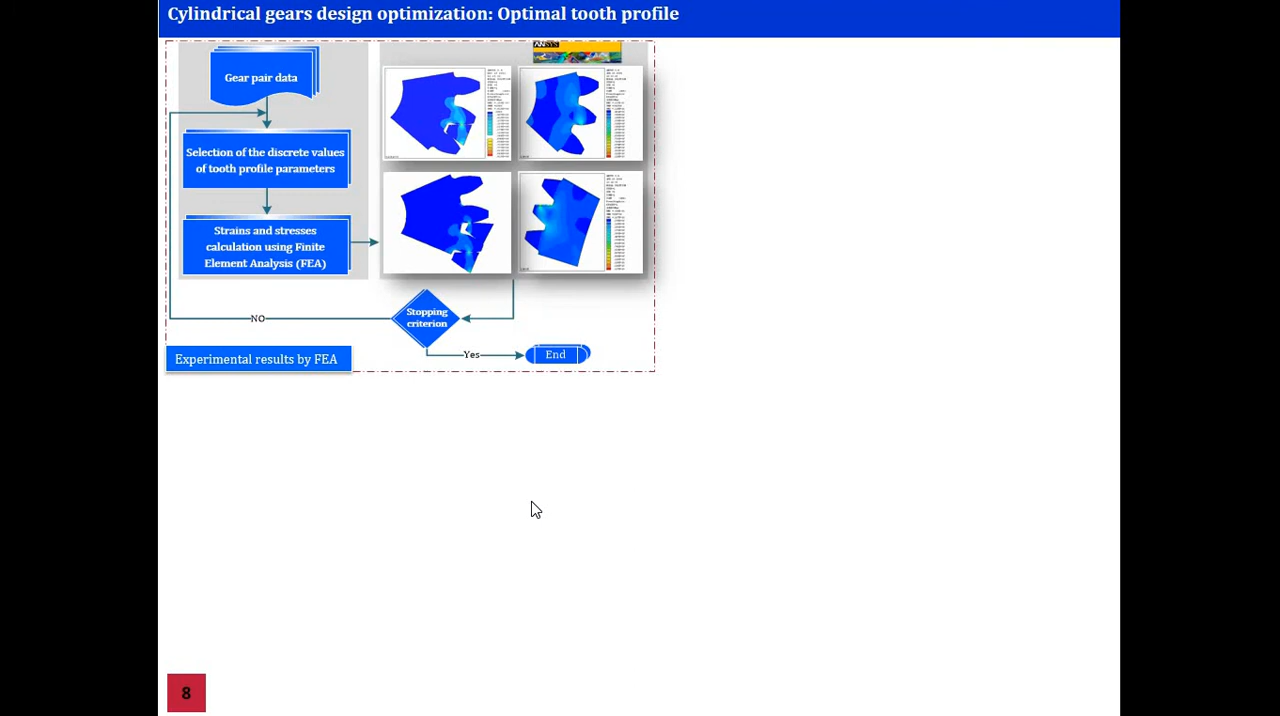 Cylindrical gears design optimization: Optimal tooth profile
ANSYS
Gear pair data
Selection of the discrete values
of tooth profile parameters
Strains and stresses
calculation using Finite
Element Analysis (FEA)
Stopping
criterion
NO
Yes
End
Experimental results by FEA
8